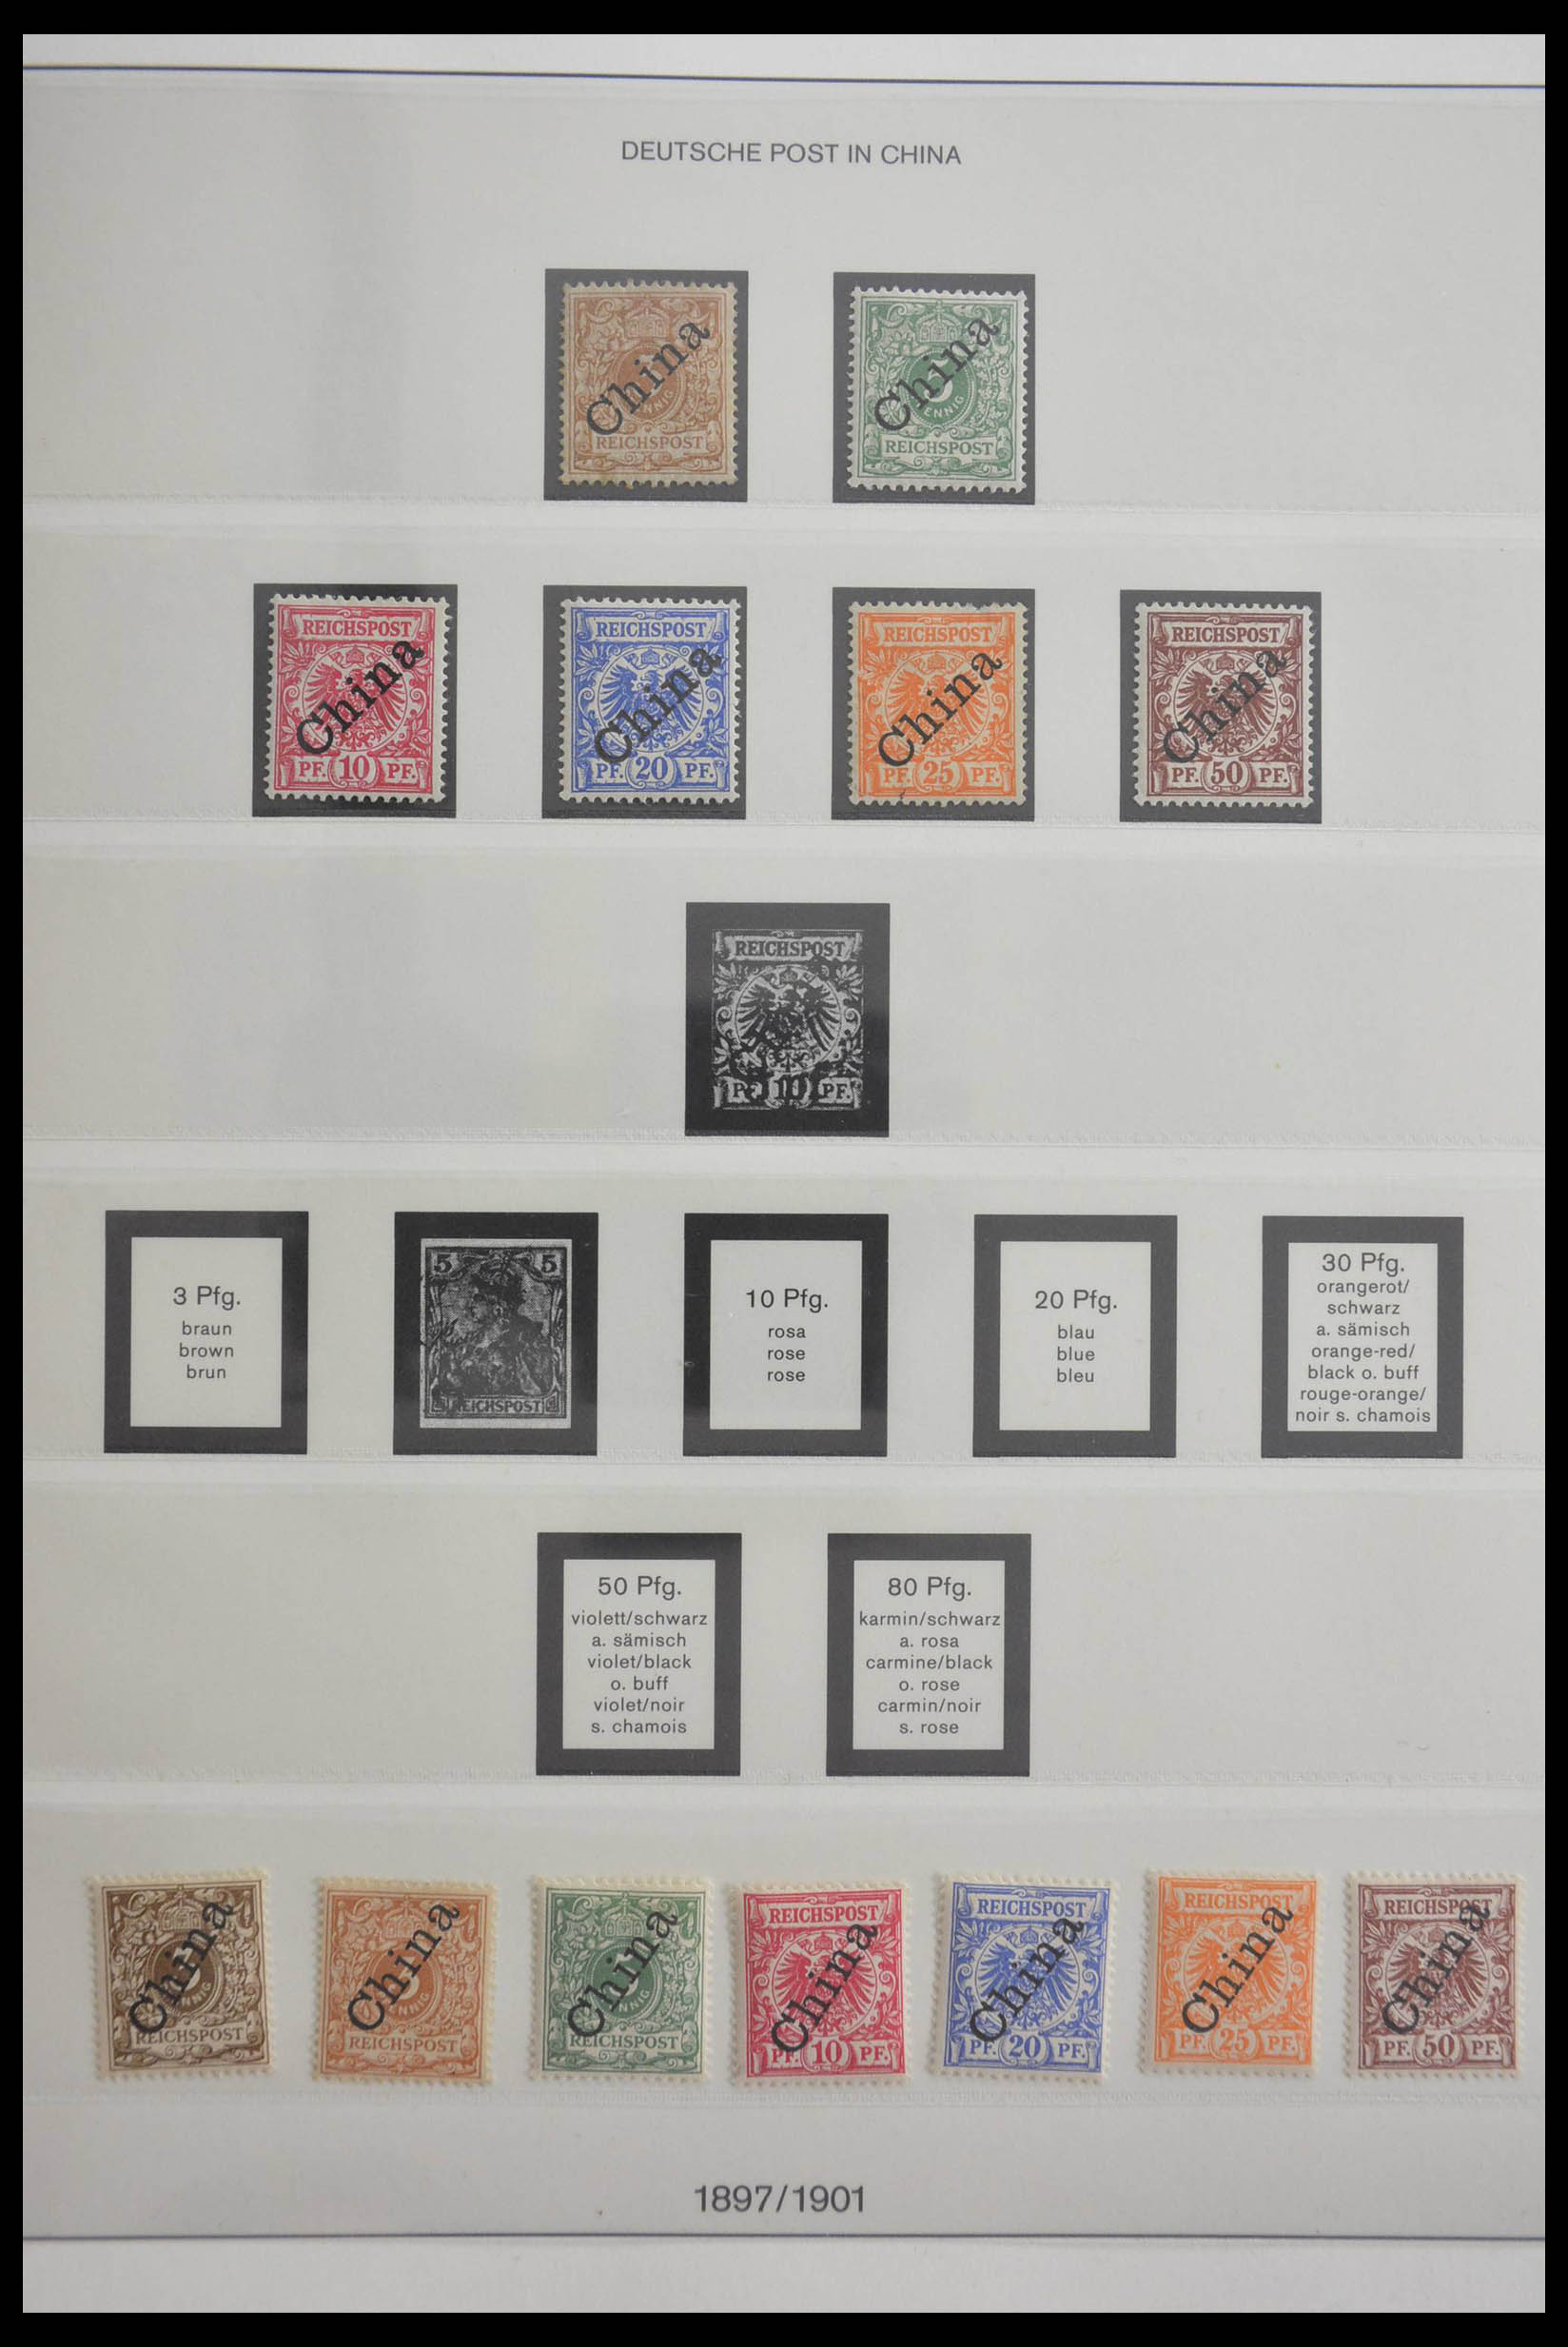 DEUTSCHE POST IN CHINA
China
REICHSPOST
China
PFENNIG
REICHSPOST
REICHSPOST
China
PF. 10 PF.
REICHSPOST
China
PF. 20 PF.
REICHSPOST
China
PF. 25 PF.
REICHSPOST
China
PF. 50 PF.
REICHSPOST
PF. 10 PF.
3 Pfg.
braun
brown
brun
5 5
REICHSPOST
10 Pfg.
rosa
rose
rose
20 Pfg.
blau
blue
bleu
30 Pfg.
orangerot/
schwarz
a. sämisch
orange-red/
black o. buff
rouge-orange/
noir s. chamois
50 Pfg.
violett/schwarz
a. sämisch
violet/black
o. buff
violet/noir
s. chamois
80 Pfg.
karmin/schwarz
a. rosa
carmine/black
o. rose
carmin/noir
s. rose
China
REICHSPOST
China
REICHSPOST
China
REICHSPOST
REICHSPOST
China
PF. 10 PF.
REICHSPOST
China
PF. 20 PF.
REICHSPOST
China
PF. 25 PF.
REICHSPOST
China
PF. 50 PF.
1897/1901